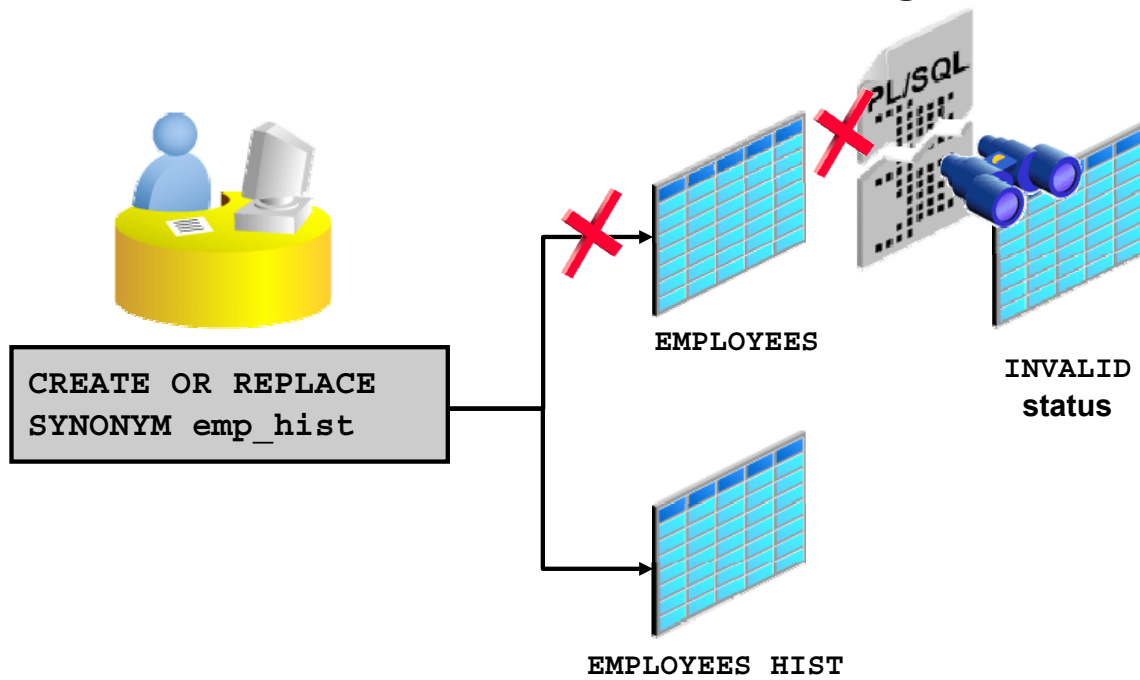 PL/SQL
EMPLOYEES
CREATE OR REPLACE
SYNONYM emp_hist
INVALID
status
EMPLOYEES HIST